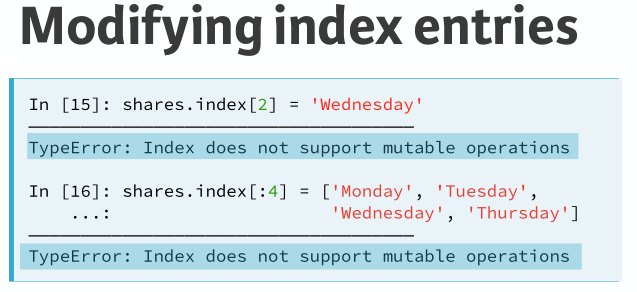 Modifying index entries
In [15]: shares.index[2] = 'Wednesday'
TypeError: Index does not support mutable operations
In [16]: shares.index[:4] = ['Monday', 'Tuesday',
...: 'Wednesday', 'Thursday']
TypeError: Index does not support mutable operations